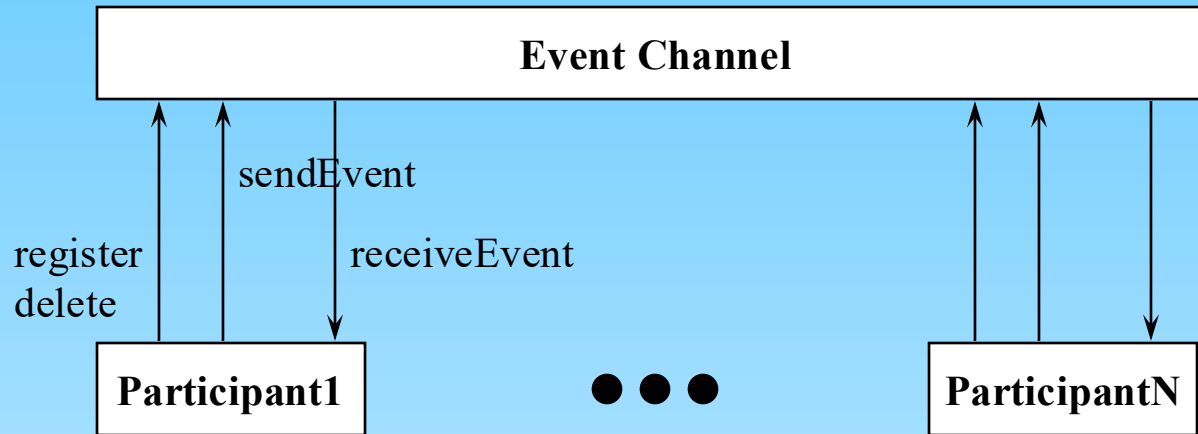 Event Channel
sendEvent
register
delete
receiveEvent
Participant1
ParticipantN